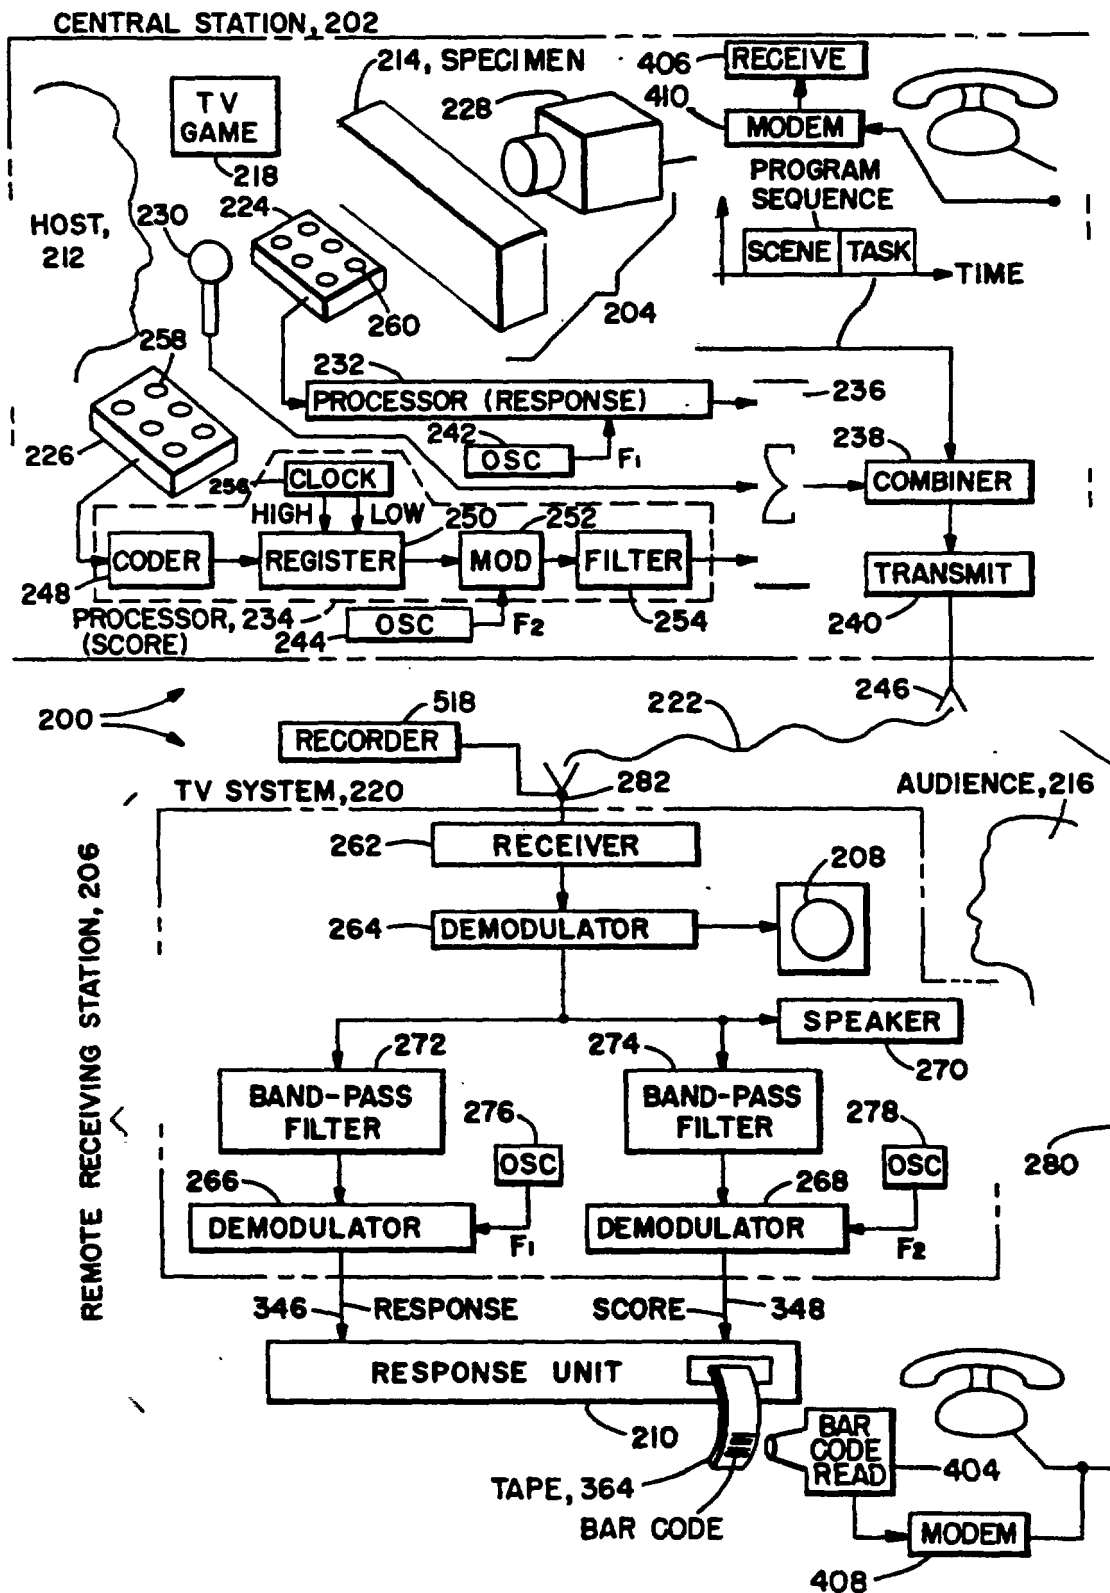 CENTRAL STATION, 202
214, SPECIMEN
406
RECEIVE
TV
GAME
218
228
410
MODEM
HOST,
212
230
224
PROGRAM
SEQUENCE
SCENE
TASK
TIME
260
204
258
232
PROCESSOR (RESPONSE)
236
226
242
OSC
F1
238
COMBINER
256
CLOCK
HIGH
LOW
250
252
CODER
REGISTER
MOD
FILTER
TRANSMIT
248
PROCESSOR, 234
(SCORE)
244
OSC
F2
254
240
246
200
518
RECORDER
222
282
TV SYSTEM, 220
AUDIENCE, 216
REMOTE RECEIVING STATION, 206
262
RECEIVER
208
264
DEMODULATOR
SPEAKER
270
272
BAND-PASS
FILTER
274
BAND-PASS
FILTER
276
OSC
278
OSC
280
266
DEMODULATOR
F1
268
DEMODULATOR
F2
346
RESPONSE
SCORE
348
RESPONSE UNIT
210
BAR
CODE
READ
404
TAPE, 364
BAR CODE
MODEM
408